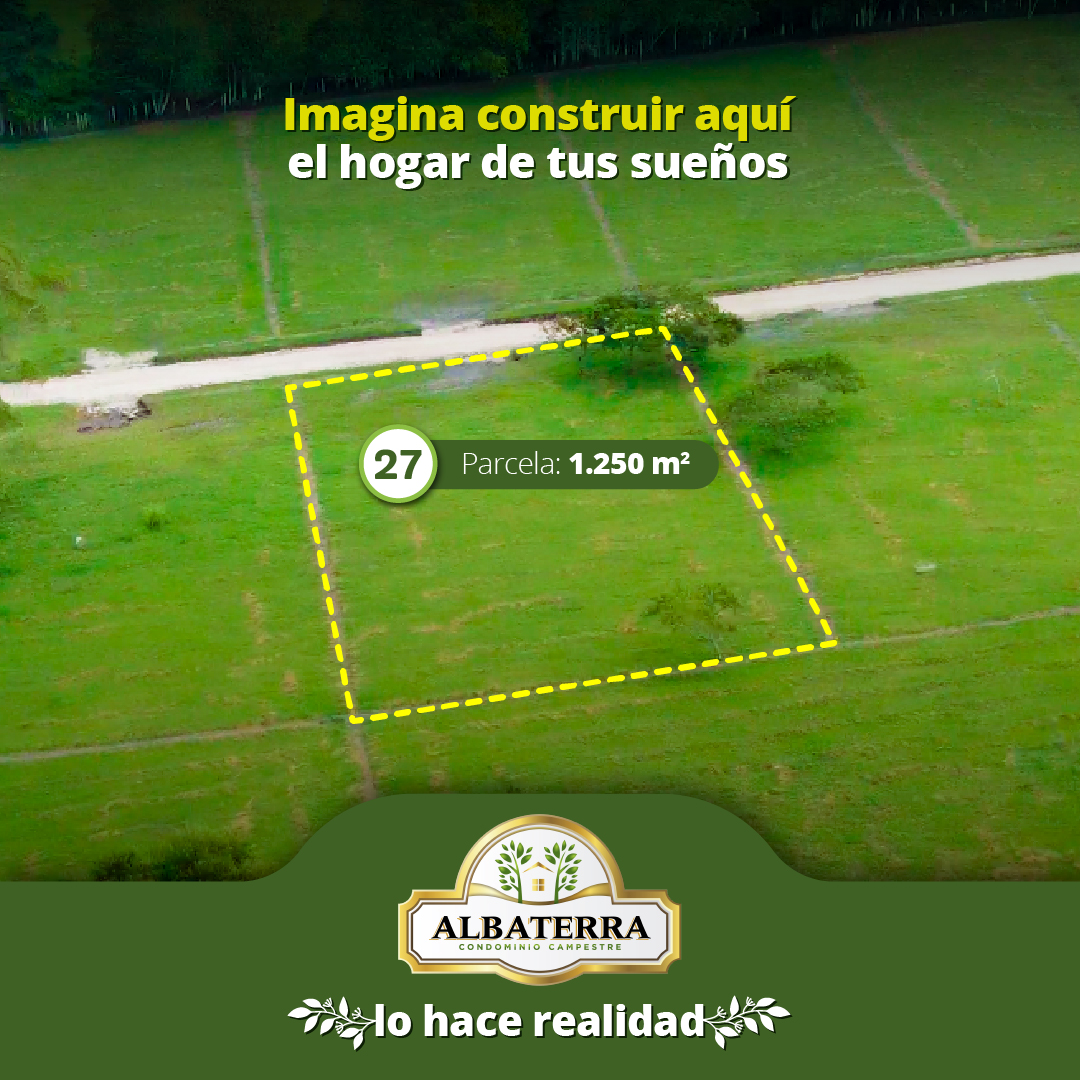 Imagina construir aquí
el hogar de tus sueños
27
Parcela: 1.250 m²
ALBATERRA
CONDOMINIO CAMPESTRE
lo hace realidad